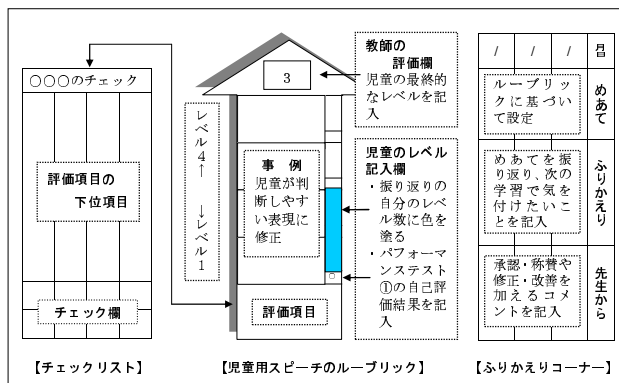 ○○○のチェック
評価項目の
下位項目
チェック欄
【チェックリスト】
3
レベル4↑ ↓レベル1
事 例
児童が判
断しやす
い表現に
修正
評価項目
○
教師の
評価欄
児童の最終的
なレベルを記
入
児童のレベル
記入欄
・振り返りの
自分のレベ
ル数に色を
塗る
・パフォーマ
ンステスト
①の自己評
価結果を記
入
【児童用スピーチのルーブリック】
/ / / 月日
めあて
ルーブリッ
クに基づい
て設定
ふりかえり
めあてを振
り返り、次の
学習で気を
付けたいこ
とを記入
先生から
承認・称賛や
修正・改善を
加えるコメ
ントを記入
【ふりかえりコーナー】